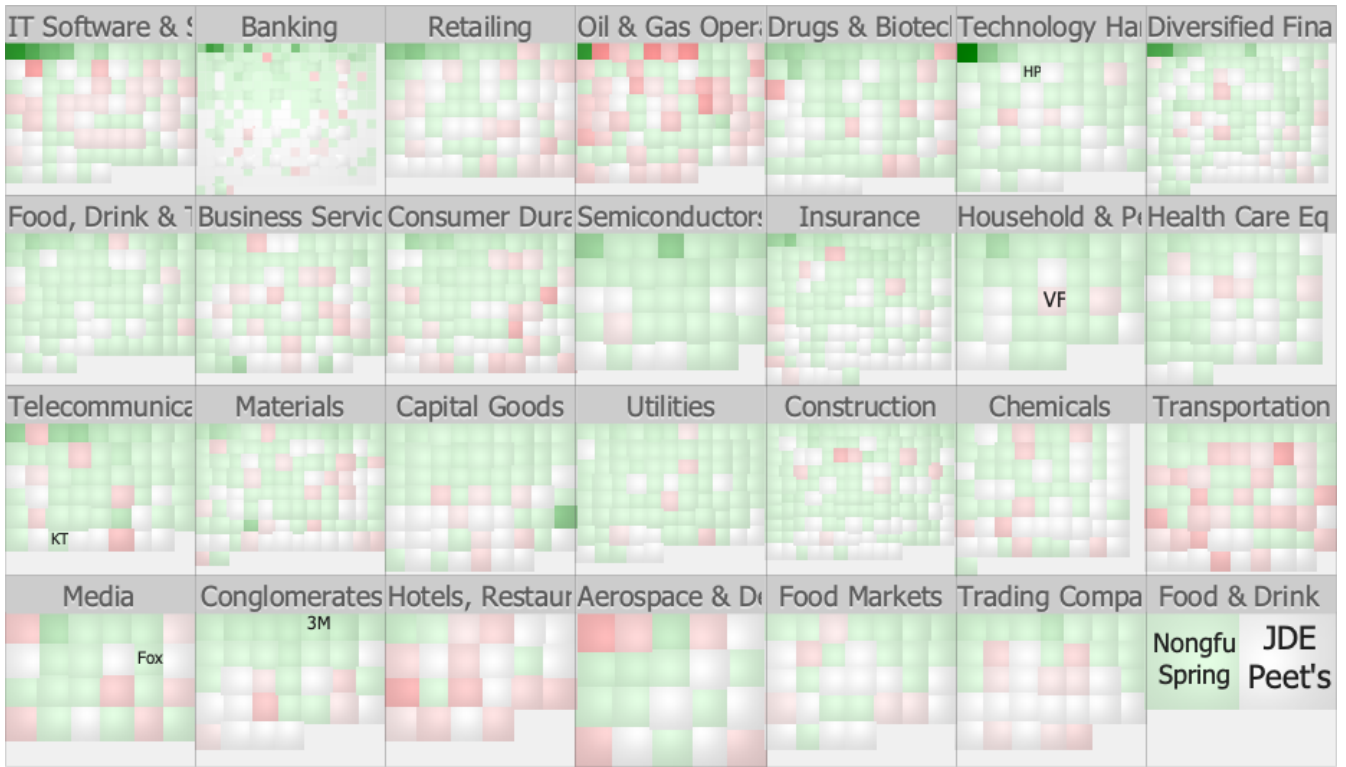 IT Software & S
Banking
Retailing
Oil & Gas Opera
Drugs & Biotecl
Technology Hai
Diversified Fina
HP
Food, Drink & T
Business Servic
Consumer Dura
Semiconductors
Insurance
Household & Pe
Health Care Eq
VF
Telecommunica
Materials
Capital Goods
Utilities
Construction
Chemicals
Transportation
KT
Media
Conglomerates
Hotels, Restaur
Aerospace & De
Food Markets
Trading Compa
Food & Drink
3M
Fox
Nongfu
Spring
JDE
Peet's